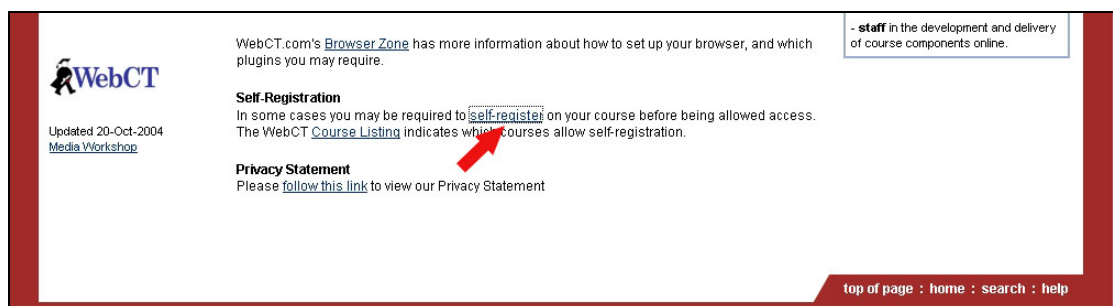 WebCT
Updated 20-Oct-2004
Media Workshop
WebCT.com's Browser Zone has more information about how to set up your browser, and which
plugins you may require.
Self-Registration
In some cases you may be required to self-register on your course before being allowed access.
The WebCT Course Listing indicates which courses allow self-registration.
Privacy Statement
Please follow this link to view our Privacy Statement
- staff in the development and delivery
of course components online.
top of page : home : search : help